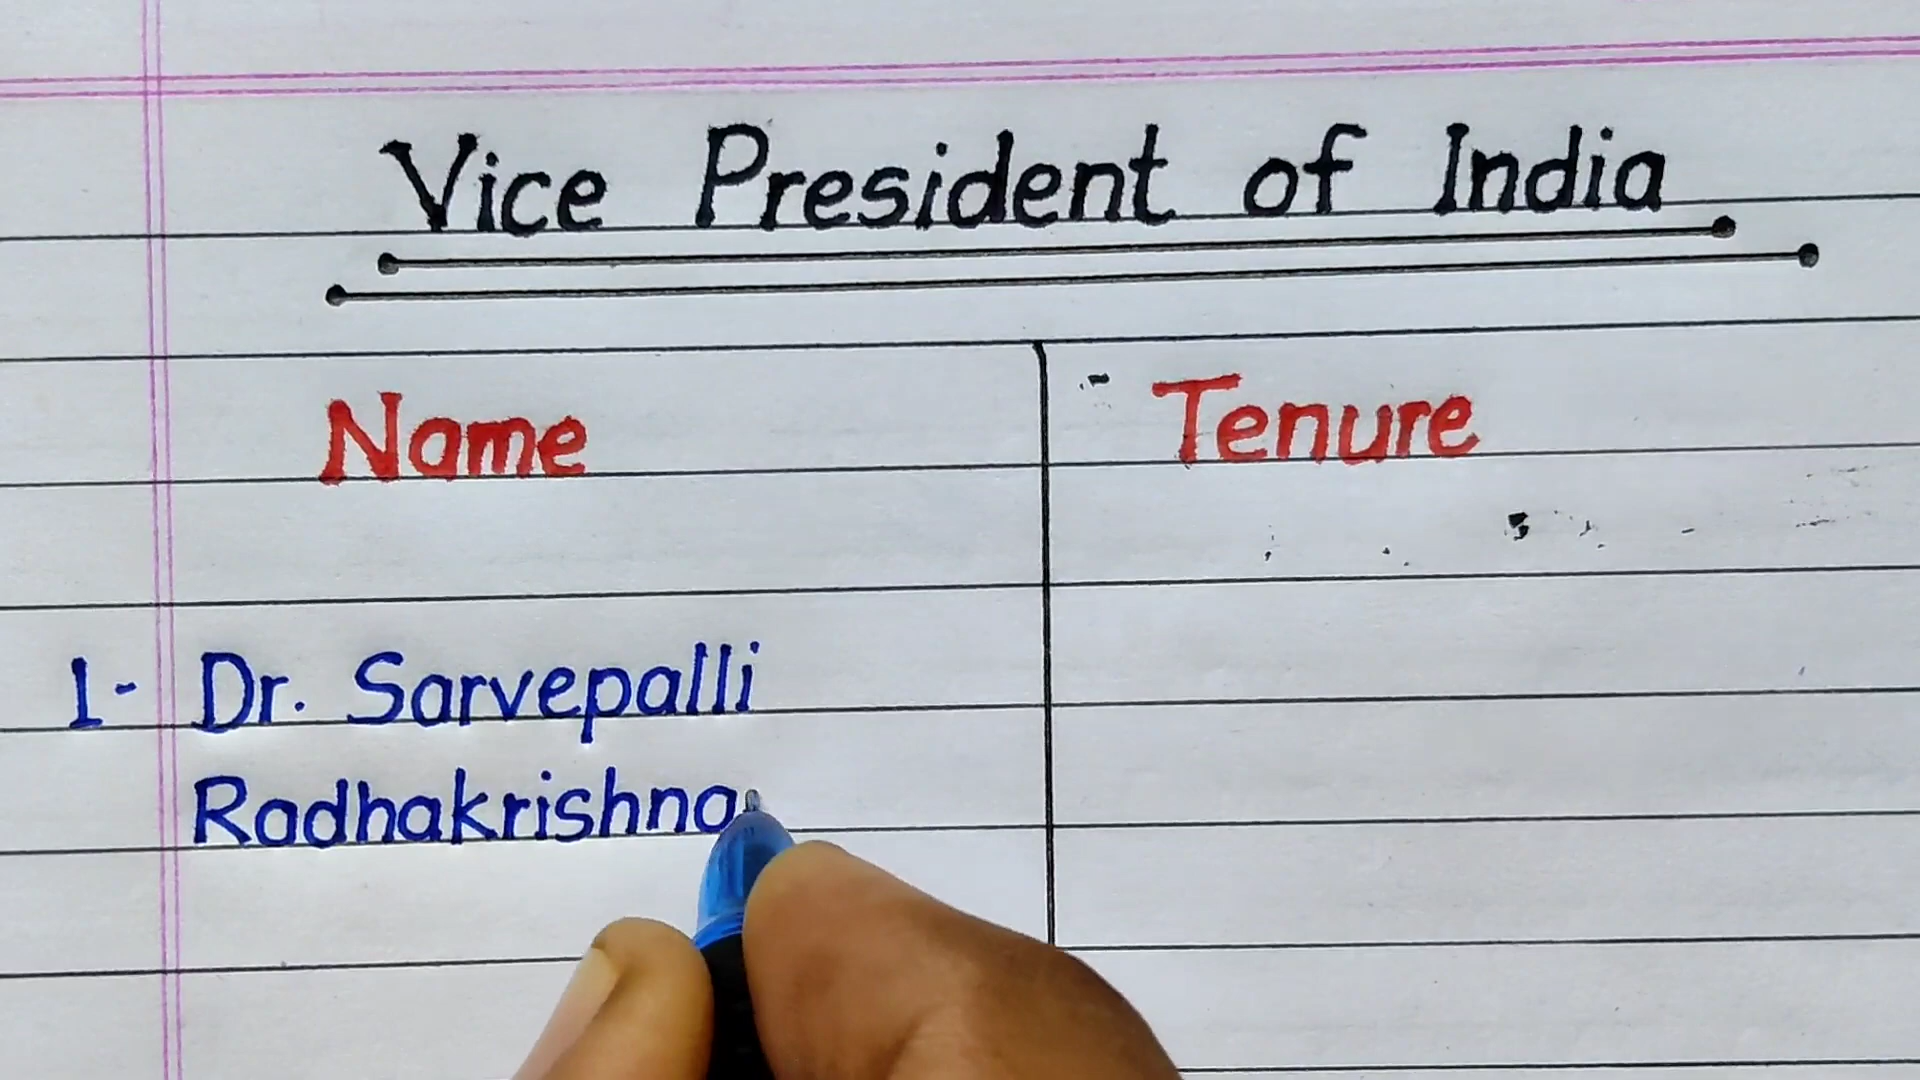 Vice President of India
Name
Tenure
1- Dr. Sarvepalli
Radhakrishna